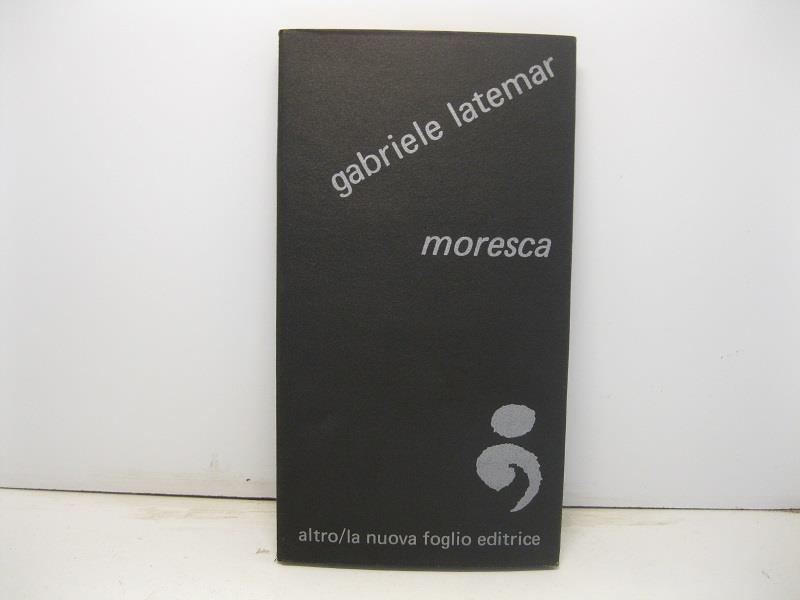 gabriele latemar
moresca
altro/la nuova foglio editrice